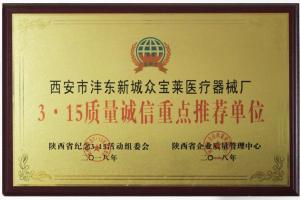 西安市沣东新城众宝莱医疗器械厂
3·15质量诚信重点推荐单位
陕西省纪念3·15活动组委会 陕西省企业质量管理中心
二〇一八年 二〇一八年